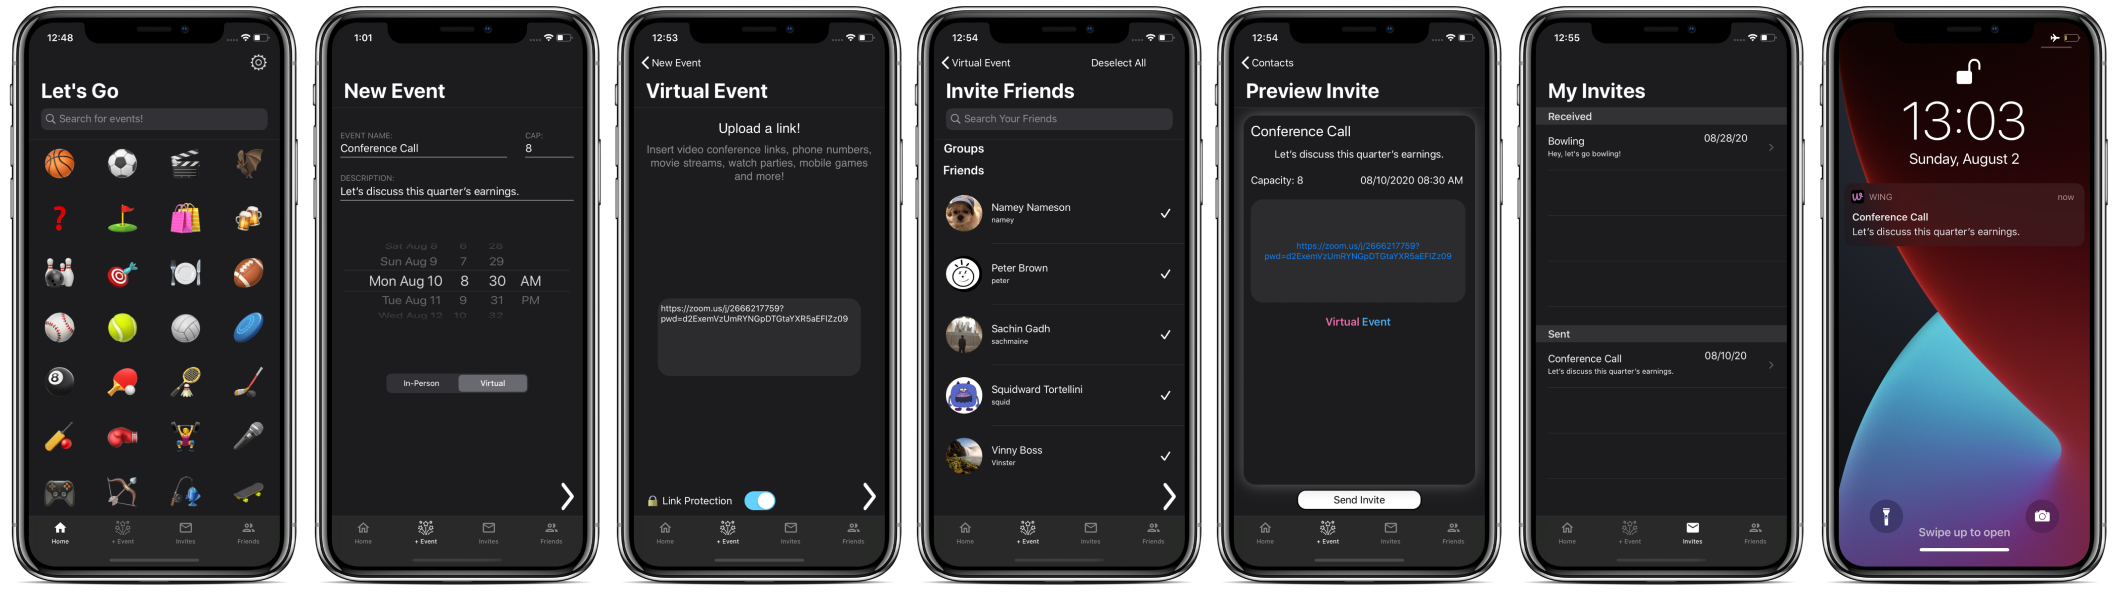 12:48
Let's Go
Search for events!
Home
+ Event
Invites
Friends
1:01
New Event
EVENT NAME:
CAP:
Conference Call
8
DESCRIPTION:
Let's discuss this quarter's earnings.
Sat Aug 8 6 28
Sun Aug 9 7 29
Mon Aug 10 8 30 AM
Tue Aug 11 9 31 PM
Wed Aug 12 10 32
In-Person
Virtual
Home
+ Event
Invites
Friends
12:53
New Event
Virtual Event
Upload a link!
Insert video conference links, phone numbers,
movie streams, watch parties, mobile games
and more!
https://zoom.us/j/2666217759?
pwd=d2ExemVzUmRYNGpDTGtaYXR5aEFIZz09
Link Protection
Home
+ Event
Invites
Friends
12:54
Virtual Event
Deselect All
Invite Friends
Search Your Friends
Groups
Friends
Namey Nameson
namey
Peter Brown
peter
Sachin Gadh
sachmaine
Squidward Tortellini
squid
Vinny Boss
Vinster
Home
+ Event
Invites
Friends
12:54
Contacts
Preview Invite
Conference Call
Let's discuss this quarter's earnings.
Capacity: 8
08/10/2020 08:30 AM
https://zoom.us/j/2666217759?
pwd=d2ExemVzUmRYNGpDTGtaYXR5aEFIZz09
Virtual Event
Send Invite
Home
+ Event
Invites
Friends
12:55
My Invites
Received
Bowling
08/28/20
Hey, let's go bowling!
Sent
Conference Call
08/10/20
Let's discuss this quarter's earnings.
Home
+ Event
Invites
Friends
13:03
Sunday, August 2
WING
now
Conference Call
Let's discuss this quarter's earnings.
Swipe up to open